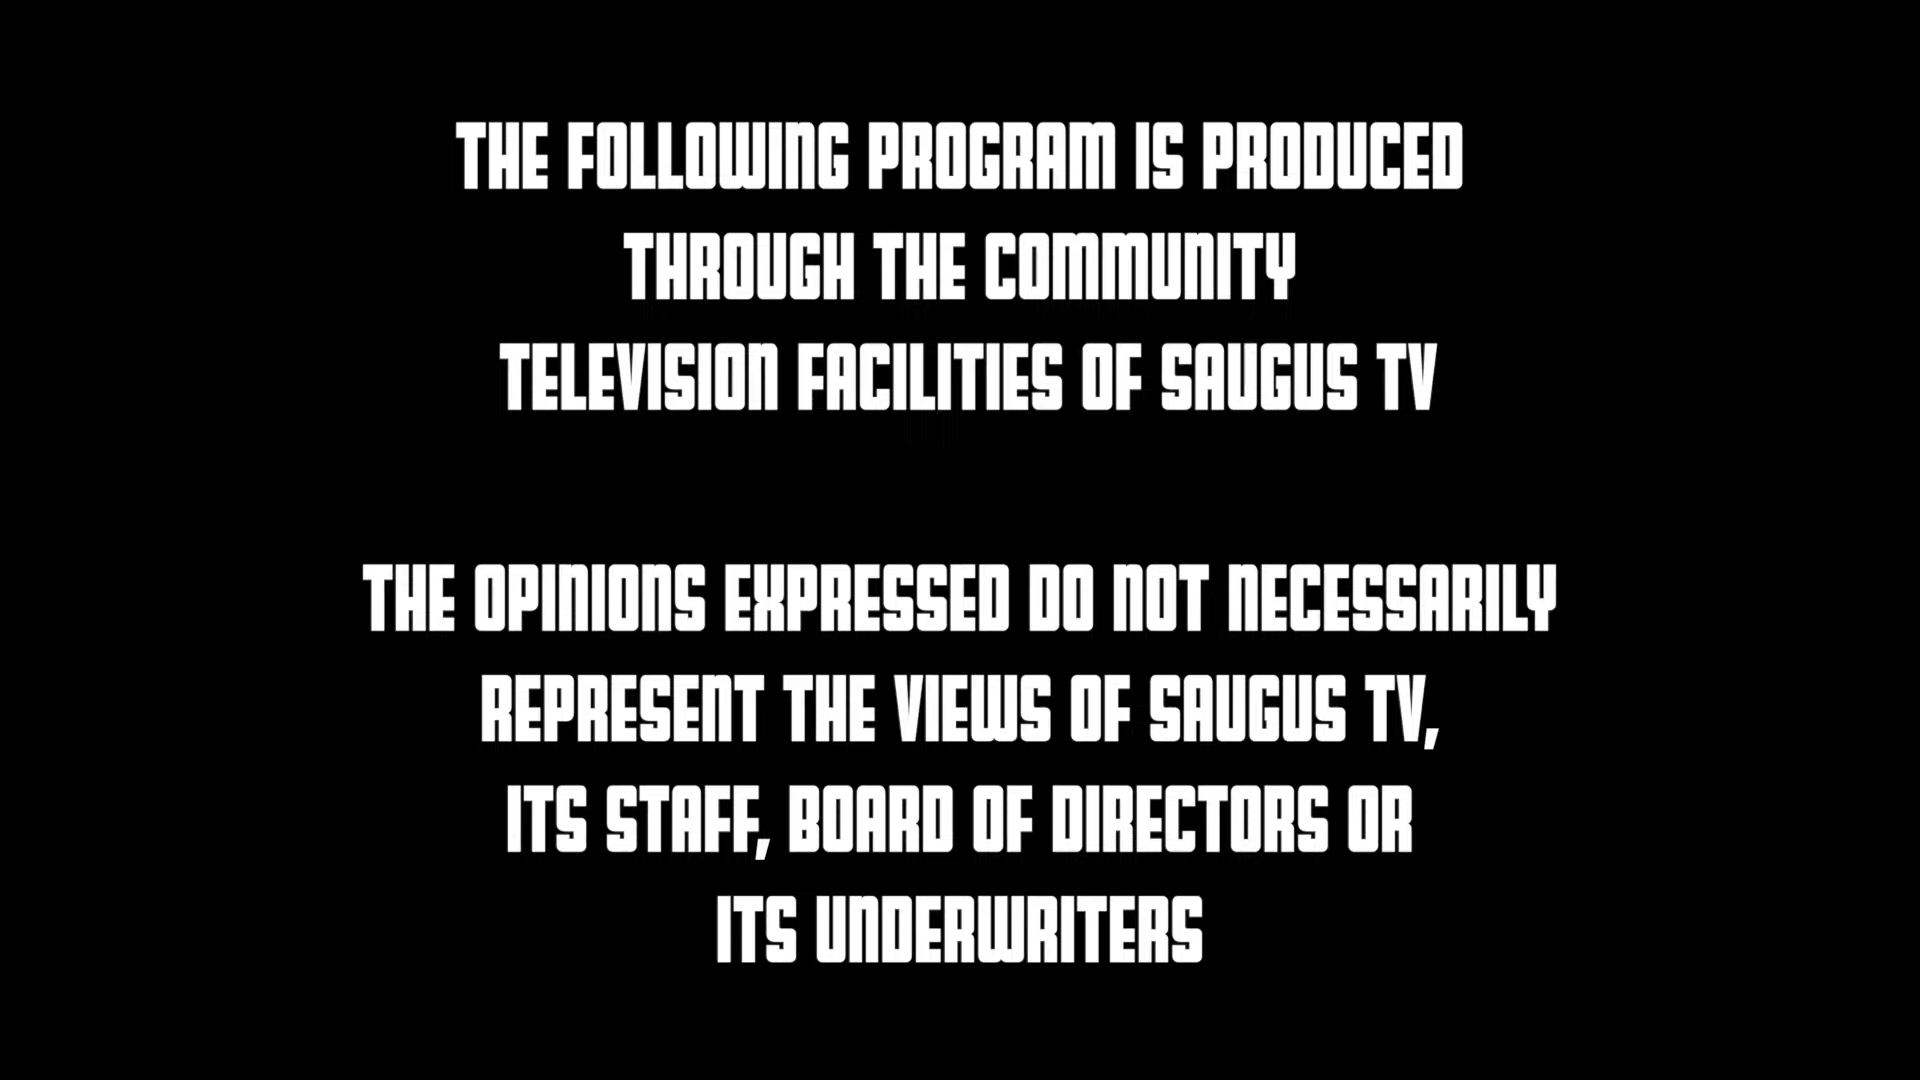 THE FOLLOWING PROGRAM IS PRODUCED
THROUGH THE COMMUNITY
TELEVISION FACILITIES OF SAUGUS TV
THE OPINIONS EXPRESSED DO NOT NECESSARILY
REPRESENT THE VIEWS OF SAUGUS TV,
ITS STAFF, BOARD OF DIRECTORS OR
ITS UNDERWRITERS